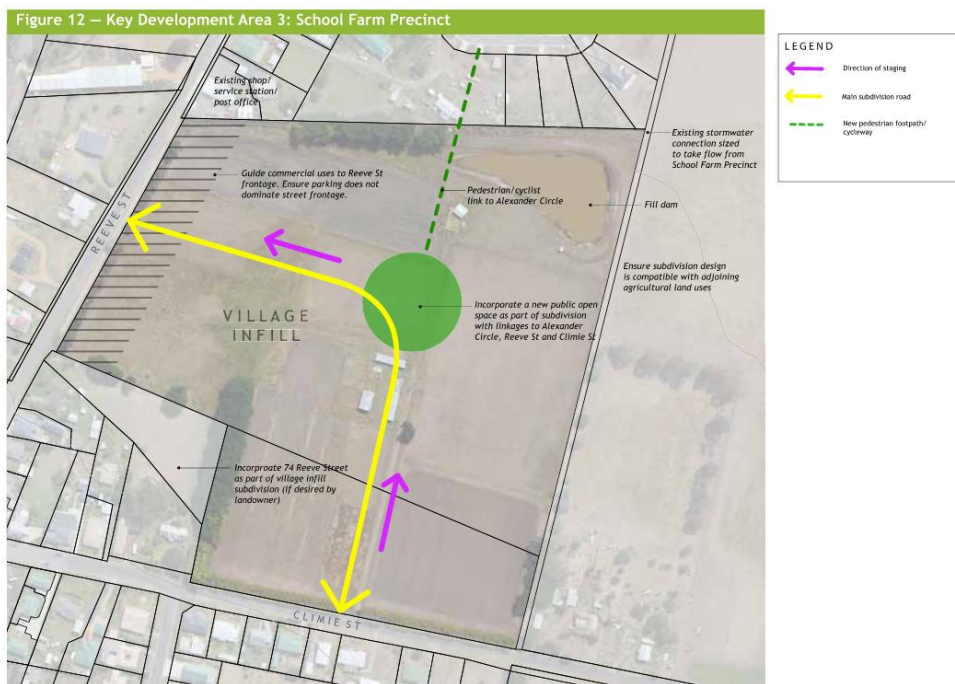 Figure 12 — Key Development Area 3: School Farm Precinct
LEGEND
Direction of staging
Main subdivision road
New pedestrian footpath/
cycleway
Existing shop/
service station/
post office
Guide commercial uses to Reeve St
frontage. Ensure parking does not
dominate street frontage.
Pedestrian/cyclist
link to Alexander Circle
Existing stormwater
connection sized
to take flow from
School Farm Precinct
Fill dam
REEVE ST
Ensure subdivision design
is compatible with adjoining
agricultural land uses
VILLAGE
INFILL
Incorporate a new public open
space as part of subdivision
with linkages to Alexander
Circle, Reeve St and Climie St
Incorproate 74 Reeve Street
as part of village infill
subdivision (if desired by
landowner)
CLIMIE ST